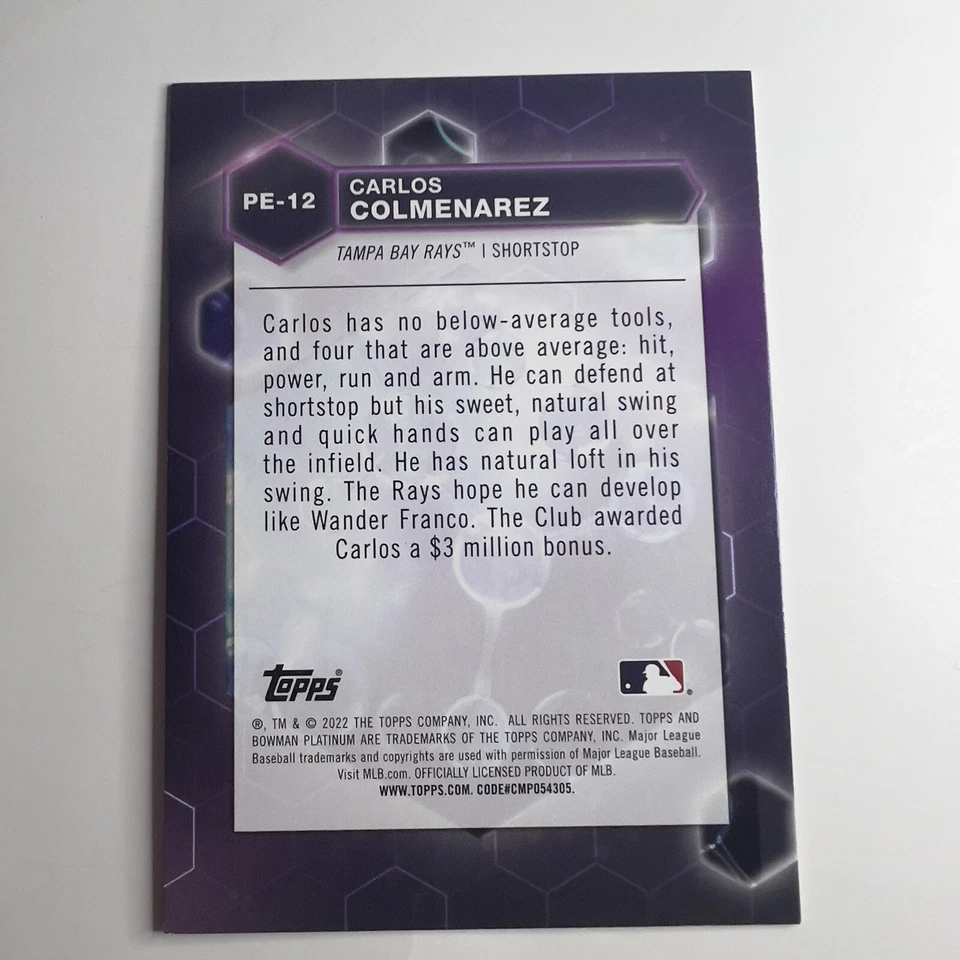 PE-12
CARLOS
COLMENAREZ
TAMPA BAY RAYS™ | SHORTSTOP
Carlos has no below-average tools,
and four that are above average: hit,
power, run and arm. He can defend at
shortstop but his sweet, natural swing
and quick hands can play all over
the infield. He has natural loft in his
swing. The Rays hope he can develop
like Wander Franco. The Club awarded
Carlos a $3 million bonus.
Topps®
®
®, TM & © 2022 THE TOPPS COMPANY, INC. ALL RIGHTS RESERVED. TOPPS AND
BOWMAN PLATINUM ARE TRADEMARKS OF THE TOPPS COMPANY, INC. Major League
Baseball trademarks and copyrights are used with permission of Major League Baseball.
Visit MLB.com. OFFICIALLY LICENSED PRODUCT OF MLB.
WWW.TOPPS.COM. CODE#CMP054305.